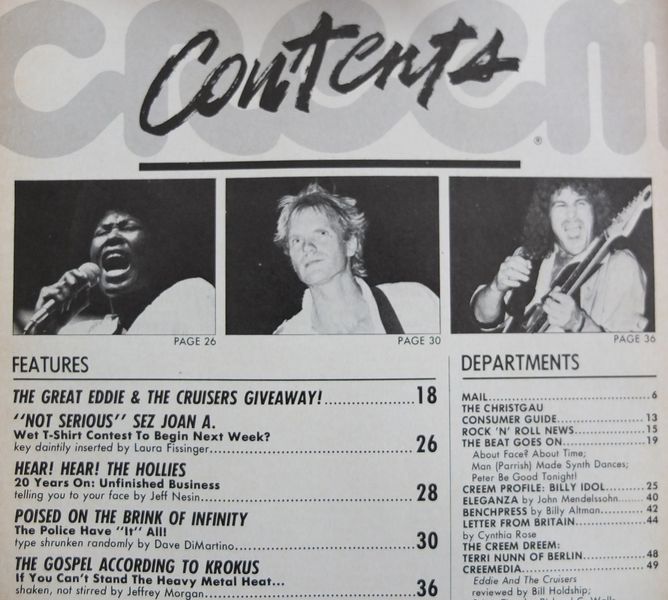 creem
Contents
®
PAGE 26
PAGE 30
PAGE 36
FEATURES
THE GREAT EDDIE & THE CRUISERS GIVEAWAY!..................18
"NOT SERIOUS" SEZ JOAN A.
Wet T-Shirt Contest To Begin Next Week?
key daintily inserted by Laura Fissinger..................26
HEAR! HEAR! THE HOLLIES
20 Years On: Unfinished Business
telling you to your face by Jeff Nesin..................28
POISED ON THE BRINK OF INFINITY
The Police Have "It" All!
type shrunken randomly by Dave DiMartino..................30
THE GOSPEL ACCORDING TO KROKUS
If You Can't Stand The Heavy Metal Heat...
shaken, not stirred by Jeffrey Morgan..................36
DEPARTMENTS
MAIL..................6
THE CHRISTGAU
CONSUMER GUIDE..................13
ROCK 'N' ROLL NEWS..................15
THE BEAT GOES ON..................19
About Face? About Time;
Man (Parrish) Made Synth Dances;
Peter Be Good Tonight!
CREEM PROFILE: BILLY IDOL..................25
ELEGANZA by John Mendelssohn..................40
BENCHPRESS by Billy Altman..................42
LETTER FROM BRITAIN..................44
by Cynthia Rose
THE CREEM DREEM:
TERRI NUNN OF BERLIN..................48
CREEMEDIA..................49
Eddie And The Cruisers
reviewed by Bill Holdship;